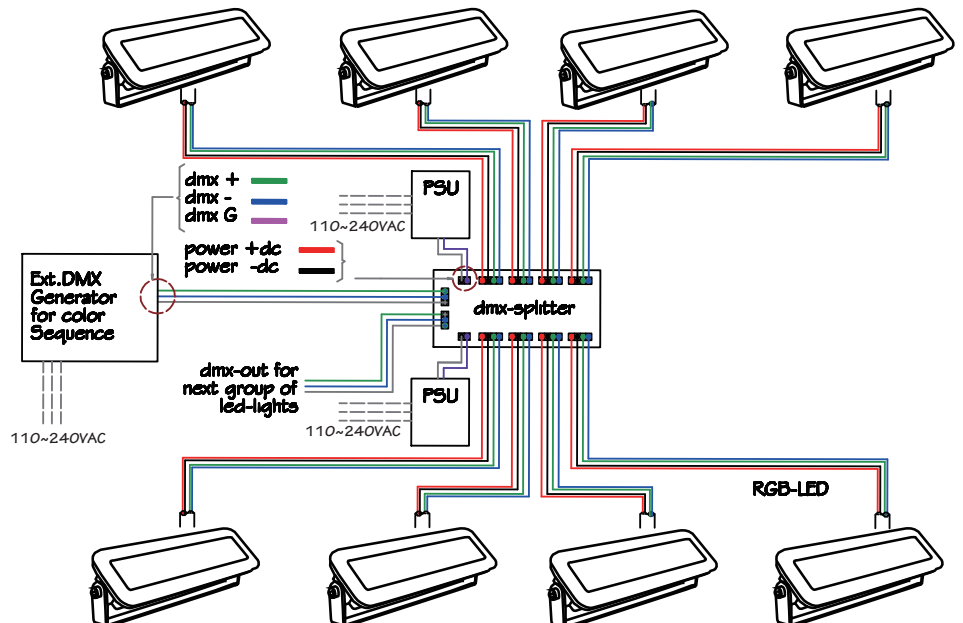 dmx +
dmx -
dmx G
PSU
110~240VAC
power +dc
power -dc
Ext.DMX
Generator
for color
Sequence
dmx-splitter
dmx-out for
next group of
led-lights
PSU
110~240VAC
110~240VAC
RGB-LED